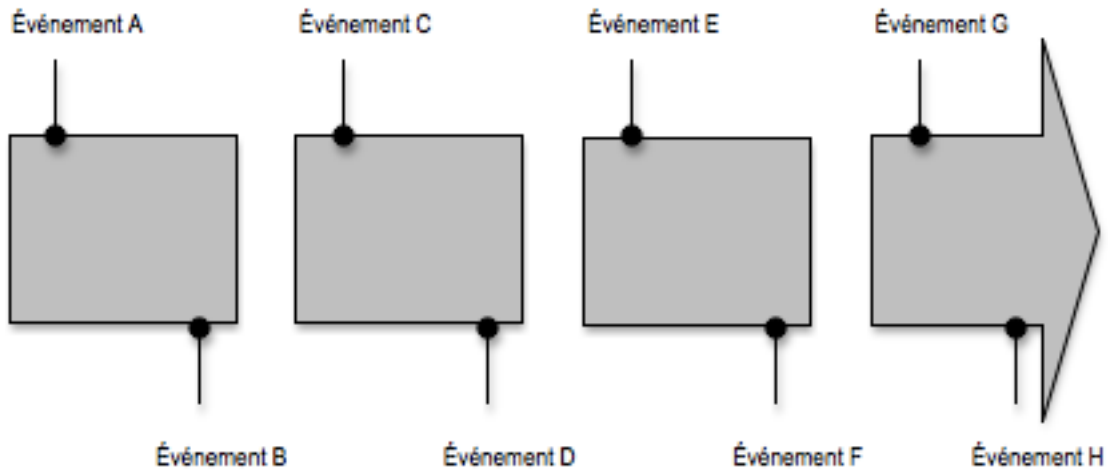 Événement A
Événement C
Événement E
Événement G
Événement B
Événement D
Événement F
Événement H